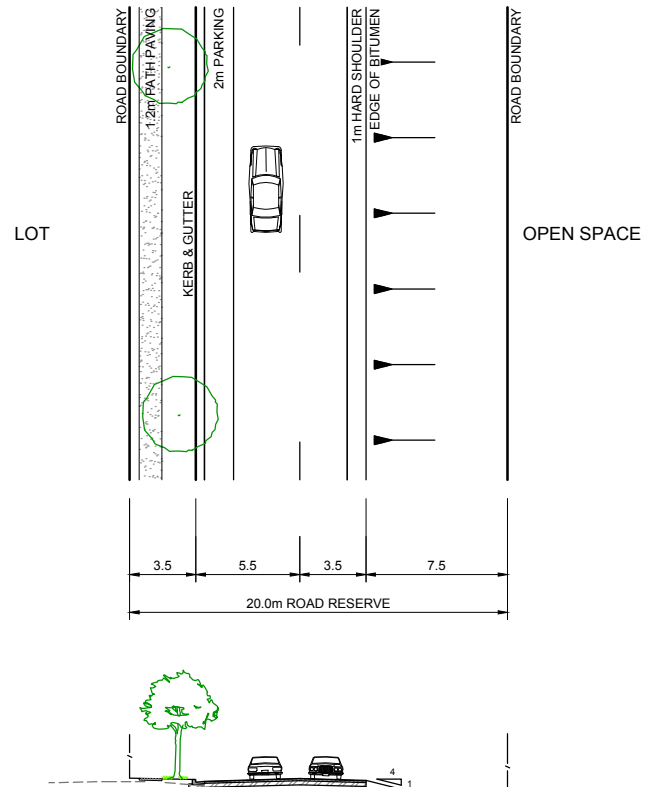 ROAD BOUNDARY
1.2m PATH PAVING
KERB & GUTTER
2m PARKING
1m HARD SHOULDER
EDGE OF BITUMEN
ROAD BOUNDARY
LOT
OPEN SPACE
3.5 5.5 3.5 7.5
20.0m ROAD RESERVE
4
1